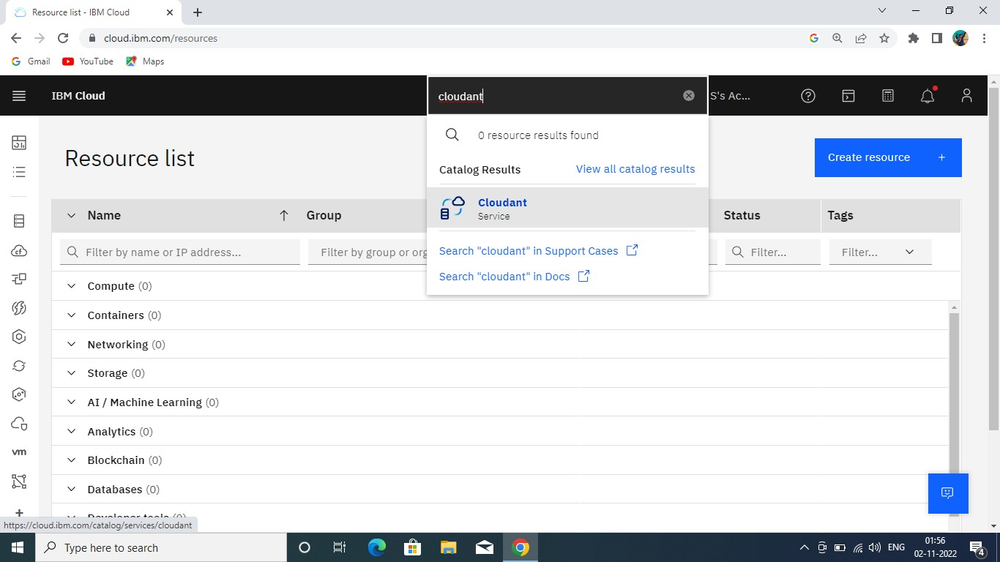 Resource list - IBM Cloud
cloud.ibm.com/resources
Gmail YouTube Maps
IBM Cloud
cloudant
S's Ac...
0 resource results found
Resource list
Create resource +
Catalog Results View all catalog results
Cloudant
Service
Name Group Status Tags
Filter by name or IP address... Filter by group or org Filter... Filter...
Search "cloudant" in Support Cases
Search "cloudant" in Docs
Compute (0)
Containers (0)
Networking (0)
Storage (0)
AI / Machine Learning (0)
Analytics (0)
Blockchain (0)
vm
Databases (0)
Developer tools (0)
https://cloud.ibm.com/catalog/services/cloudant
Type here to search
ENG
01:56
02-11-2022
4